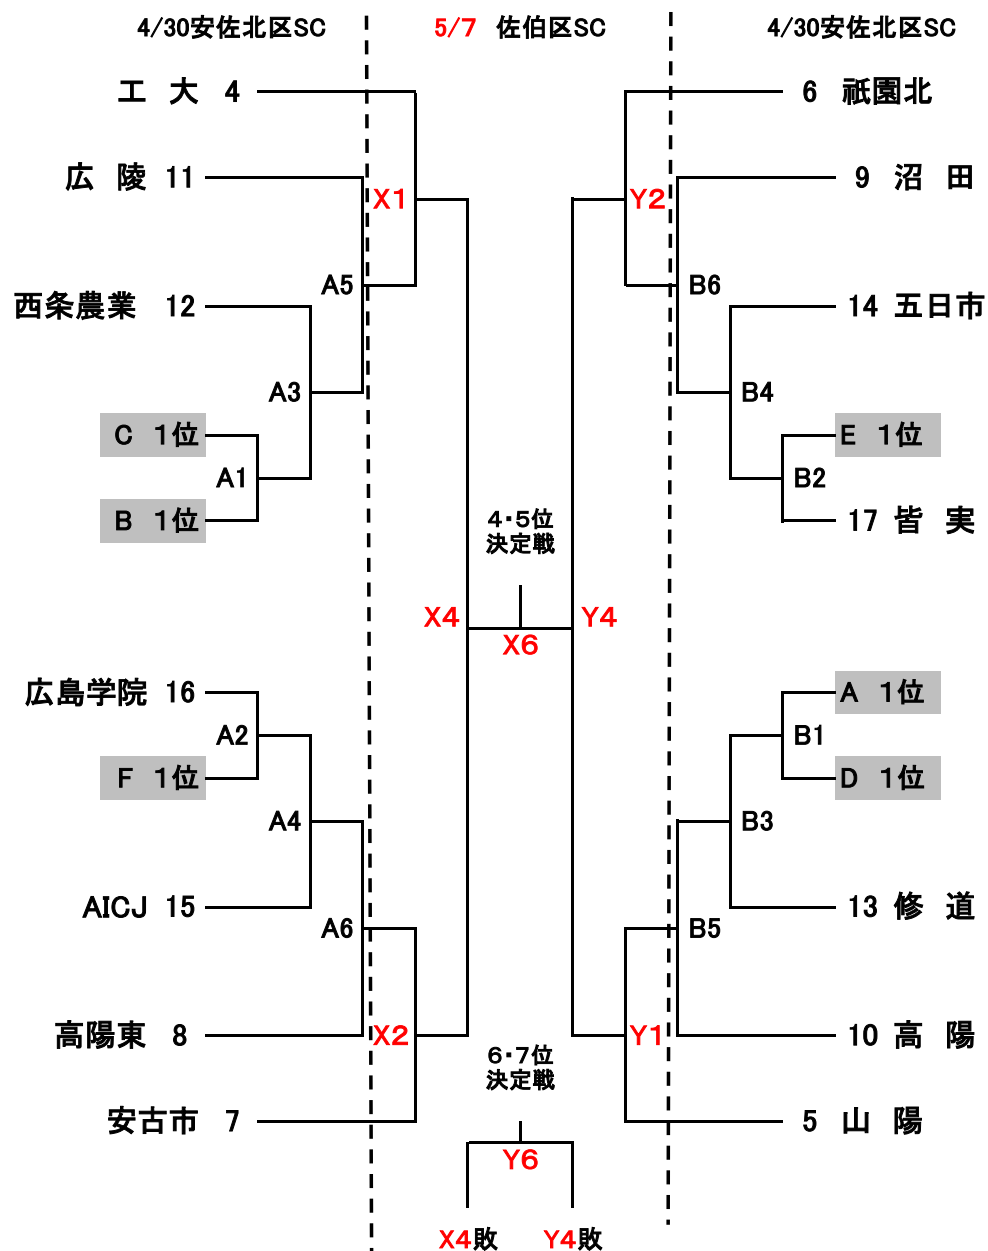 4/30安佐北区SC
5/7 佐伯区SC
4/30安佐北区SC
工 大 4
6 祇園北
広 陵 11
9 沼 田
X1
Y2
A5
B6
西条農業 12
14 五日市
A3
B4
C 1位
E 1位
A1
B2
B 1位
17 皆 実
4・5位
決定戦
X4
X6
Y4
広島学院 16
A 1位
A2
B1
F 1位
D 1位
A4
B3
AICJ 15
13 修 道
A6
B5
高陽東 8
10 高 陽
X2
Y1
6・7位
決定戦
安古市 7
5 山 陽
Y6
X4敗
Y4敗